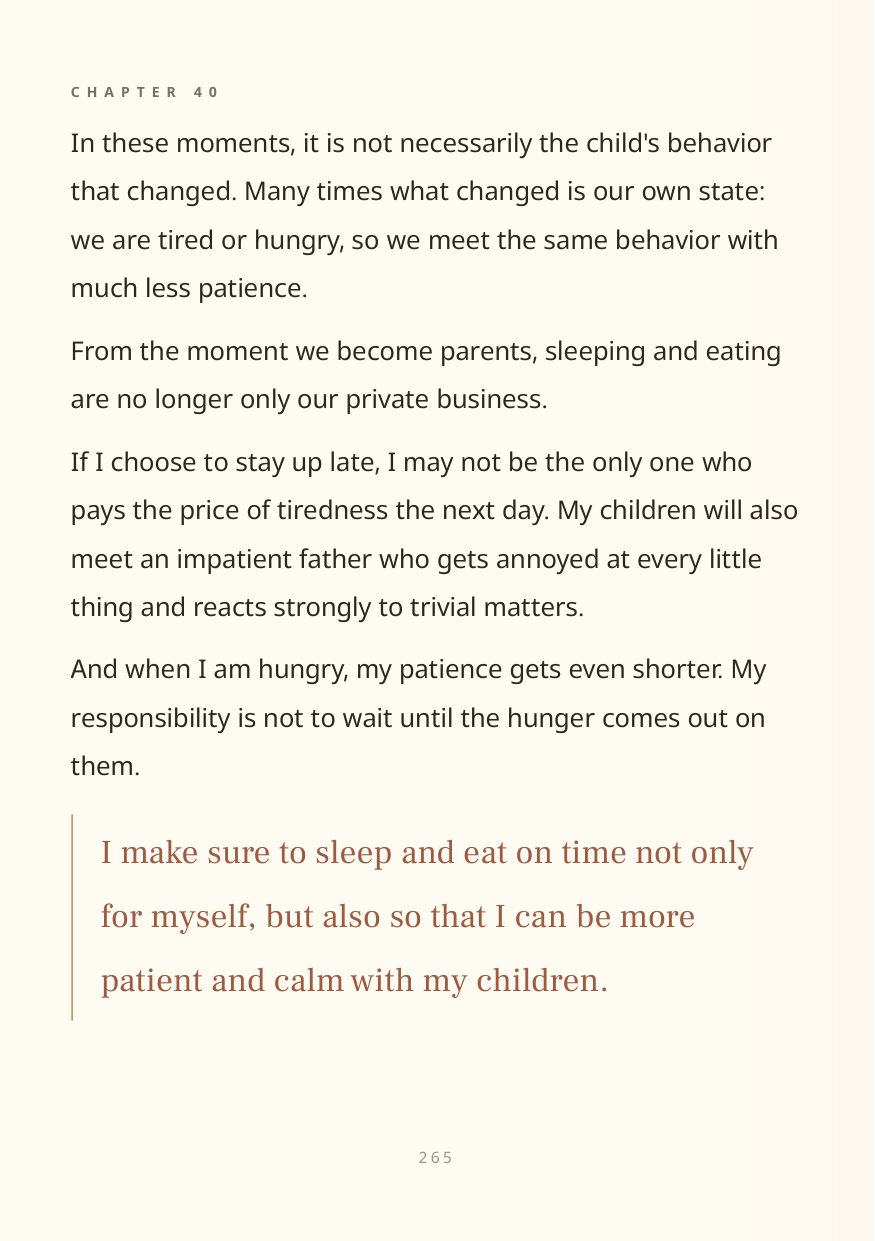 CHAPTER 40
In these moments, it is not necessarily the child's behavior
that changed. Many times what changed is our own state:
we are tired or hungry, so we meet the same behavior with
much less patience.
From the moment we become parents, sleeping and eating
are no longer only our private business.
If I choose to stay up late, I may not be the only one who
pays the price of tiredness the next day. My children will also
meet an impatient father who gets annoyed at every little
thing and reacts strongly to trivial matters.
And when I am hungry, my patience gets even shorter. My
responsibility is not to wait until the hunger comes out on
them.
I make sure to sleep and eat on time not only
for myself, but also so that I can be more
patient and calm with my children.
265